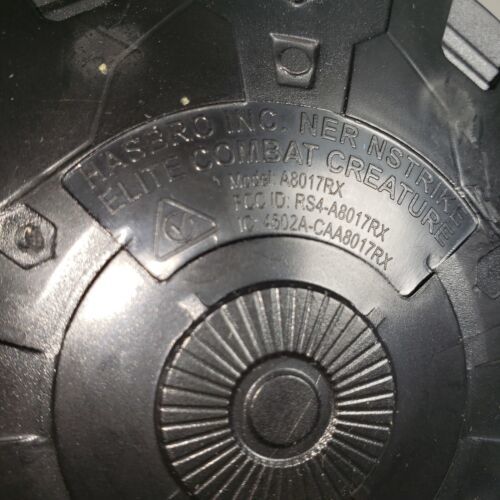 HASBRO INC. NER NSTRIKE
ELITE COMBAT CREATURE
Model: A8017RX
FCC ID: RS4-A8017RX
IC: 4502A-CAA8017RX